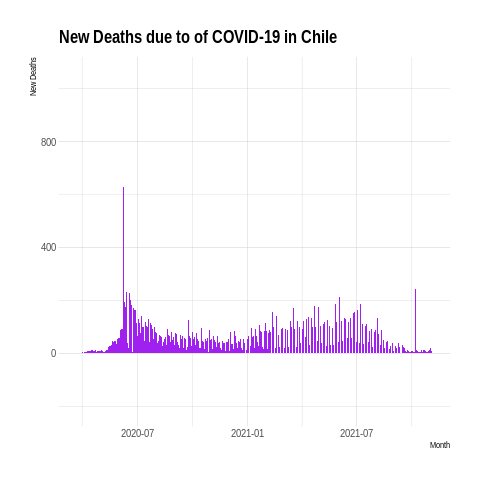 New Deaths due to of COVID-19 in Chile
New Deaths
800
400
0
2020-07
2021-01
2021-07
Month